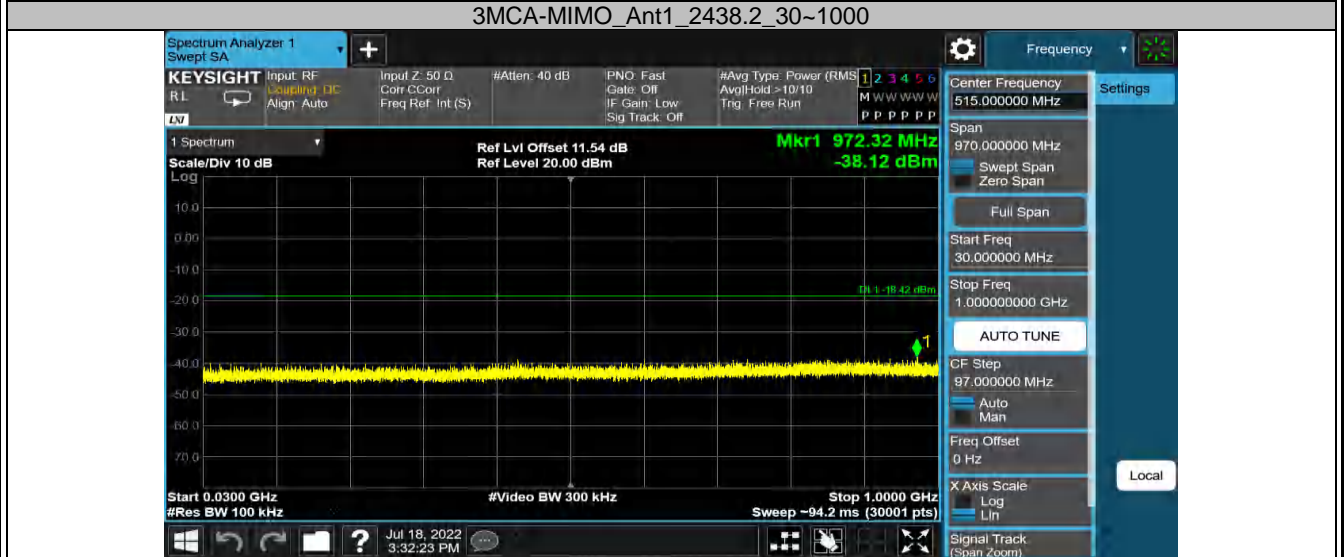 3MCA-MIMO_Ant1_2438.2_30~1000
Spectrum Analyzer 1
Swept SA
+
Frequency
KEYSIGHT
RL
LXI
Input: RF
Coupling: DC
Align: Auto
Input Z: 50 Ω
Corr CCorr
Freq Ref: Int (S)
#Atten: 40 dB
PNO: Fast
Gate: Off
IF Gain: Low
Sig Track: Off
#Avg Type: Power (RMS
Avg|Hold >10/10
Trig: Free Run
1 2 3 4 5 6
M W W W W W
P P P P P P
1 Spectrum
Scale/Div 10 dB
Log
Ref Lvl Offset 11.54 dB
Ref Level 20.00 dBm
Mkr1 972.32 MHz
-38.12 dBm
10.0
0.00
-10.0
-20.0
-30.0
-40.0
-50.0
-60.0
-70.0
DL1 -18.42 dBm
1
Start 0.0300 GHz
#Res BW 100 kHz
#Video BW 300 kHz
Stop 1.0000 GHz
Sweep ~94.2 ms (30001 pts)
?
Jul 18, 2022
3:32:23 PM
Center Frequency
515.000000 MHz
Settings
Span
970.000000 MHz
Swept Span
Zero Span
Full Span
Start Freq
30.000000 MHz
Stop Freq
1.000000000 GHz
AUTO TUNE
CF Step
97.000000 MHz
Auto
Man
Freq Offset
0 Hz
X Axis Scale
Log
Lin
Local
Signal Track
(Span Zoom)